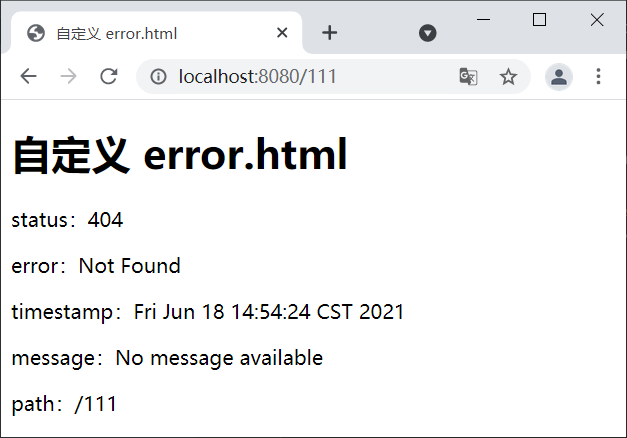 自定义 error.html
localhost:8080/111
自定义 error.html
status：404
error：Not Found
timestamp：Fri Jun 18 14:54:24 CST 2021
message：No message available
path：/111